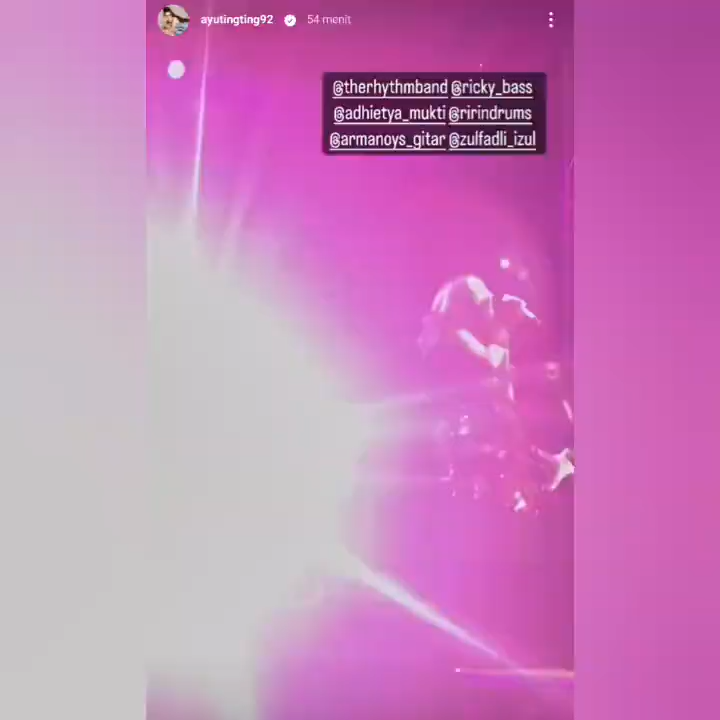 ayutingting92 54 menit
@therhythmband @ricky_bass
@adhietya_mukti @ririndrums
@armanoys_gitar @zulfadli_izul